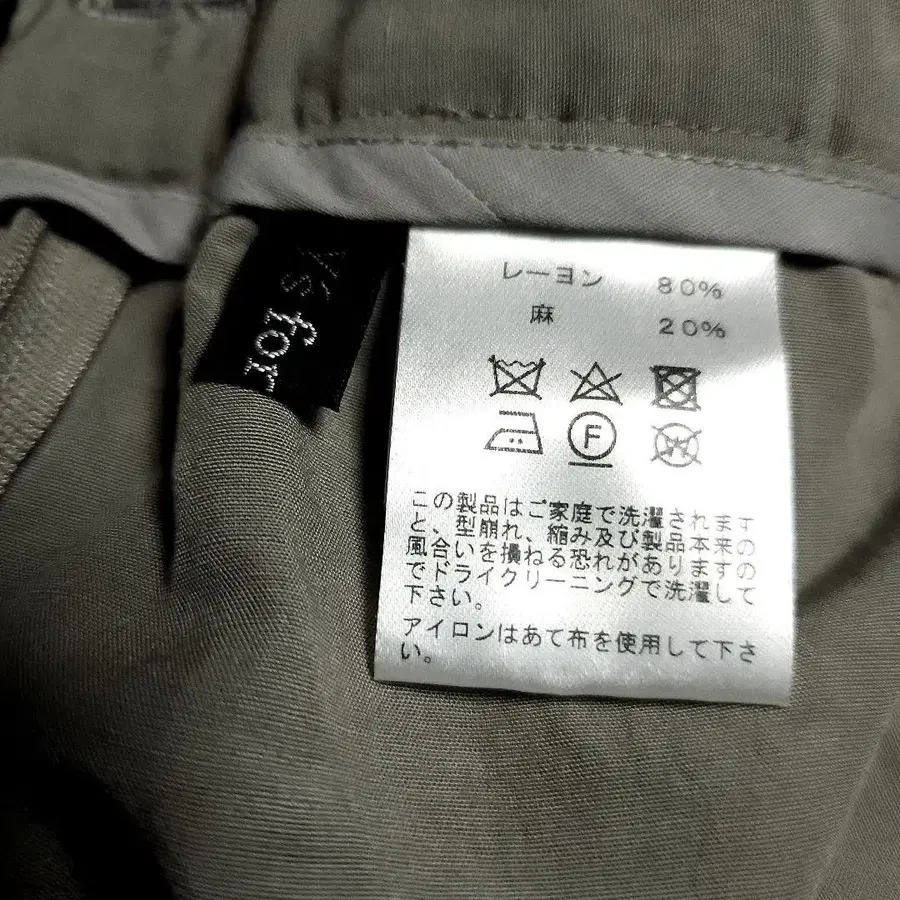 Y's for
レーヨン 80%
麻 20%
F
W
この製品はご家庭で洗濯されます
と、型崩れ、縮み及び製品本来の
風合いを損ねる恐れがありますの
でドライクリーニングで洗濯して
下さい。
アイロンはあて布を使用して下さ
い。